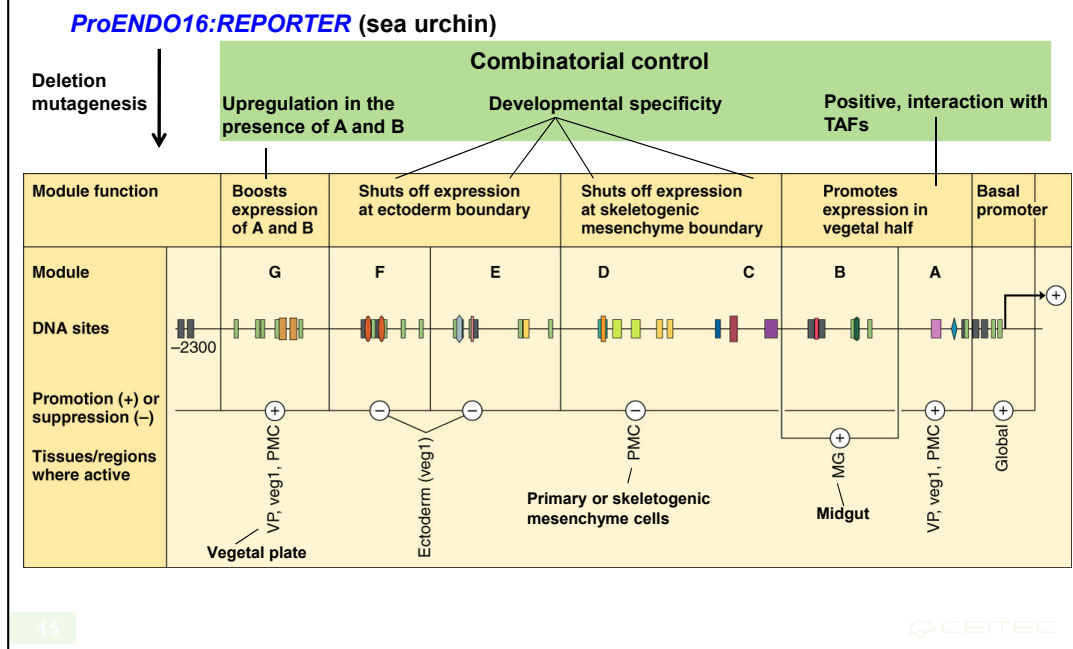 ProENDO16:REPORTER (sea urchin)
Combinatorial control
Deletion
mutagenesis
Upregulation in the
presence of A and B
Developmental specificity
Positive, interaction with
TAFs
Module function
Boosts
expression
of A and B
Shuts off expression
at ectoderm boundary
Shuts off expression
at skeletogenic
mesenchyme boundary
Promotes
expression in
vegetal half
Basal
promoter
Module
G
F
E
D
C
B
A
+
DNA sites
–2300
Promotion (+) or
suppression (–)
+
–
–
–
+
+
+
Tissues/regions
where active
VP, veg1, PMC
Ectoderm (veg1)
PMC
MG
VP, veg1, PMC
Global
Vegetal plate
Primary or skeletogenic
mesenchyme cells
Midgut
15
CEITEC